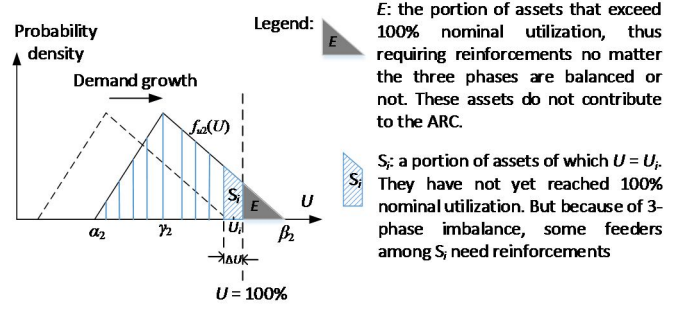 Probability
density
Legend:
E
Demand growth
fu2(U)
Si
E
U
α2
γ2
Ui
β2
ΔU
U = 100%
E: the portion of assets that exceed
100% nominal utilization, thus
requiring reinforcements no matter
the three phases are balanced or
not. These assets do not contribute
to the ARC.
Si
Si: a portion of assets of which U = Ui.
They have not yet reached 100%
nominal utilization. But because of 3-
phase imbalance, some feeders
among Si need reinforcements